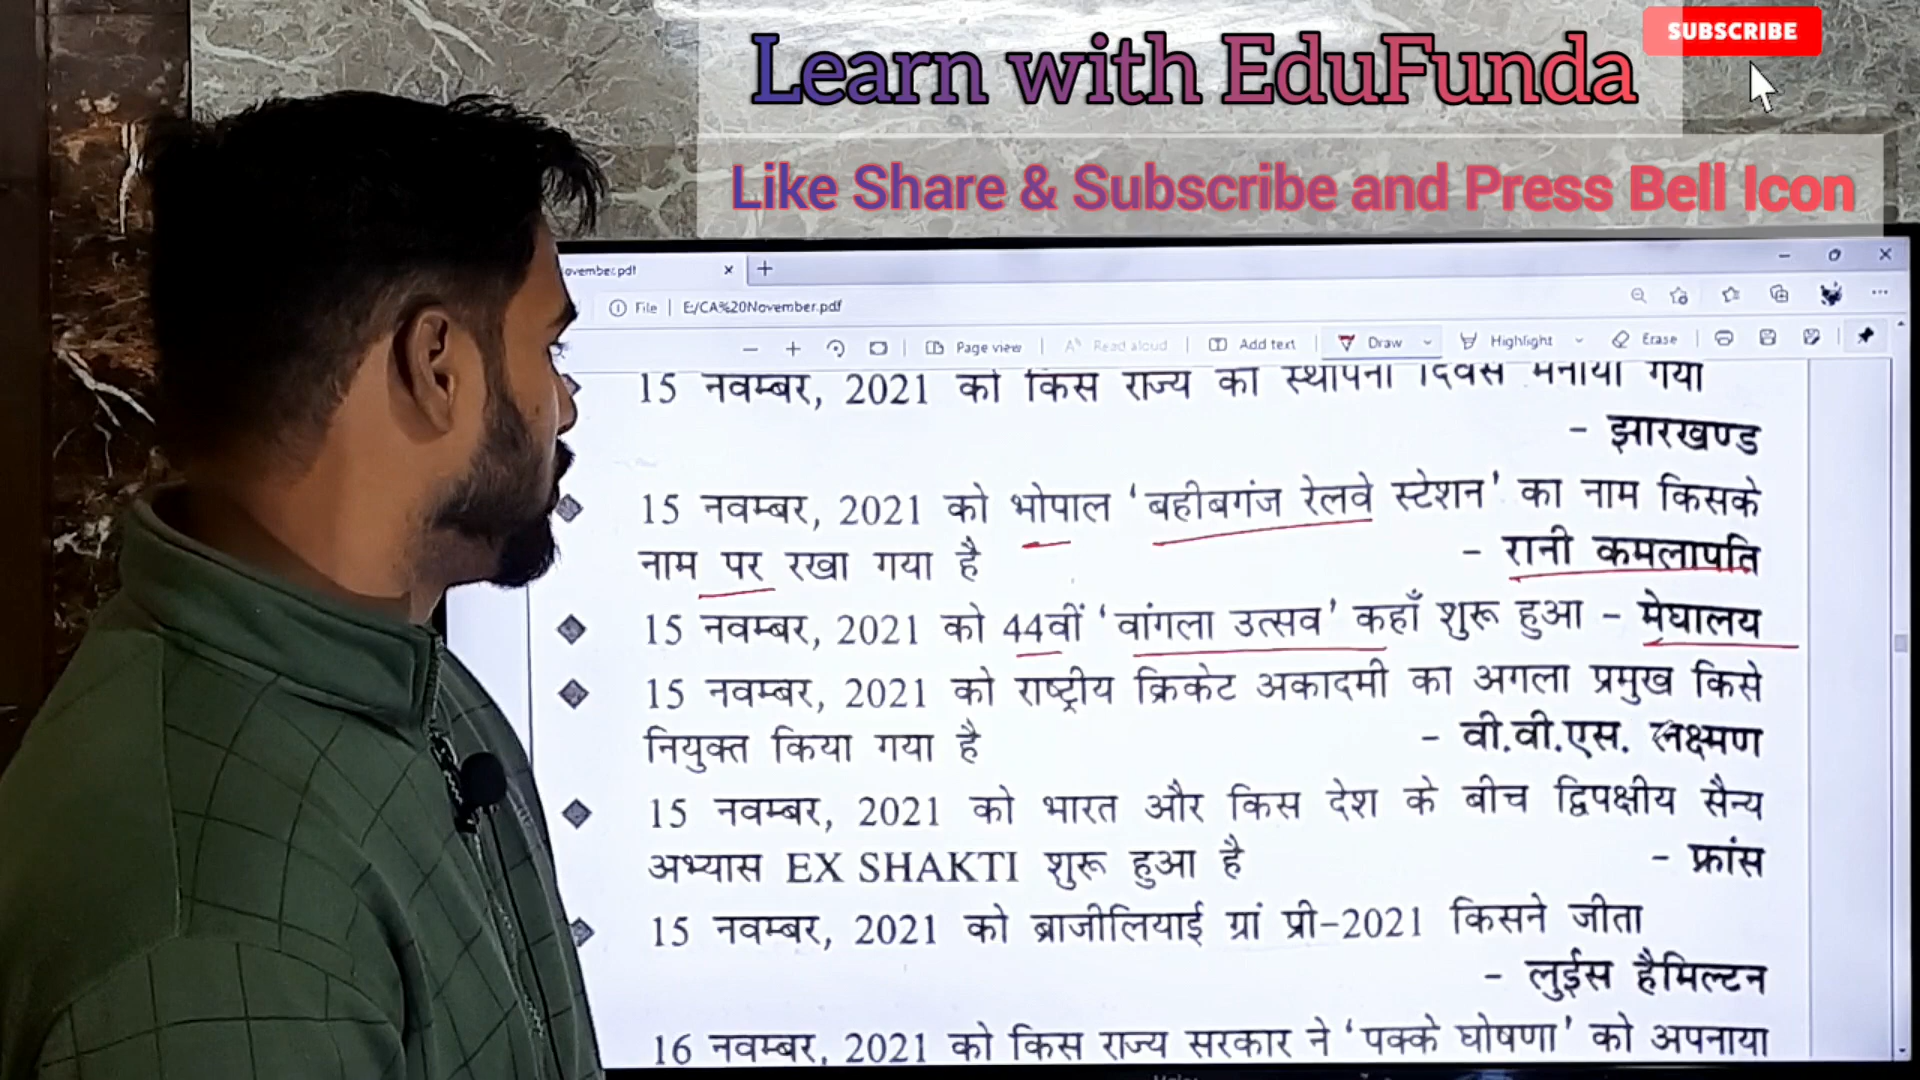 SUBSCRIBE
Learn with EduFunda
Like Share & Subscribe and Press Bell Icon
ovember.pdf
File | E:/CA%20November.pdf
Page view | Read aloud | Add text | Draw Highlight Erase
15 नवम्बर, 2021 को किस राज्य का स्थापना दिवस मनाया गया
- झारखण्ड
15 नवम्बर, 2021 को भोपाल 'बहीबगंज रेलवे स्टेशन' का नाम किसके
नाम पर रखा गया है - रानी कमलापति
15 नवम्बर, 2021 को 44वीं 'वांगला उत्सव' कहाँ शुरू हुआ - मेघालय
15 नवम्बर, 2021 को राष्ट्रीय क्रिकेट अकादमी का अगला प्रमुख किसे
नियुक्त किया गया है - वी.वी.एस. लक्ष्मण
15 नवम्बर, 2021 को भारत और किस देश के बीच द्विपक्षीय सैन्य
अभ्यास EX SHAKTI शुरू हुआ है - फ्रांस
15 नवम्बर, 2021 को ब्राजीलियाई ग्रां प्री-2021 किसने जीता
- लुईस हैमिल्टन
16 नवम्बर, 2021 को किस राज्य सरकार ने 'पक्के घोषणा' को अपनाया